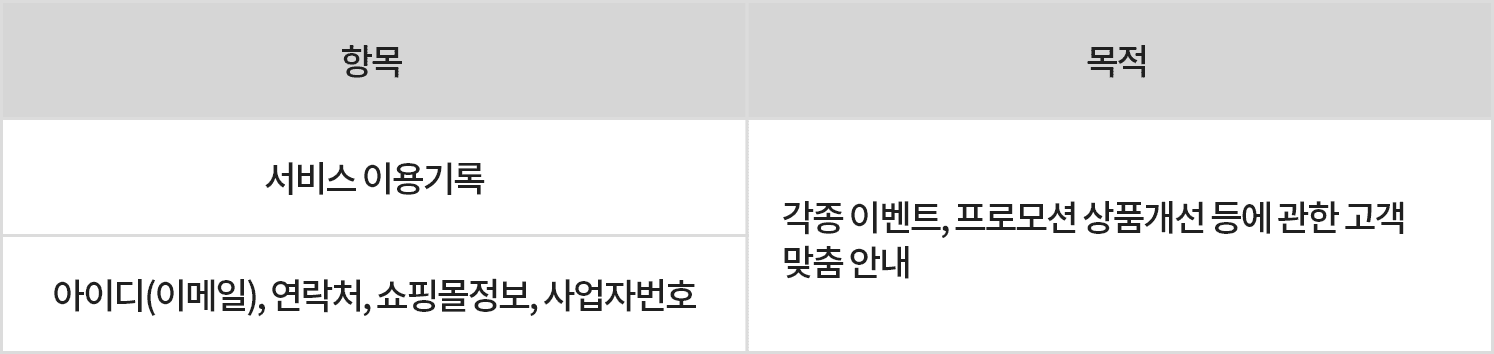 항목
목적
서비스 이용기록
각종 이벤트, 프로모션 상품개선 등에 관한 고객
맞춤 안내
아이디(이메일), 연락처, 쇼핑몰정보, 사업자번호